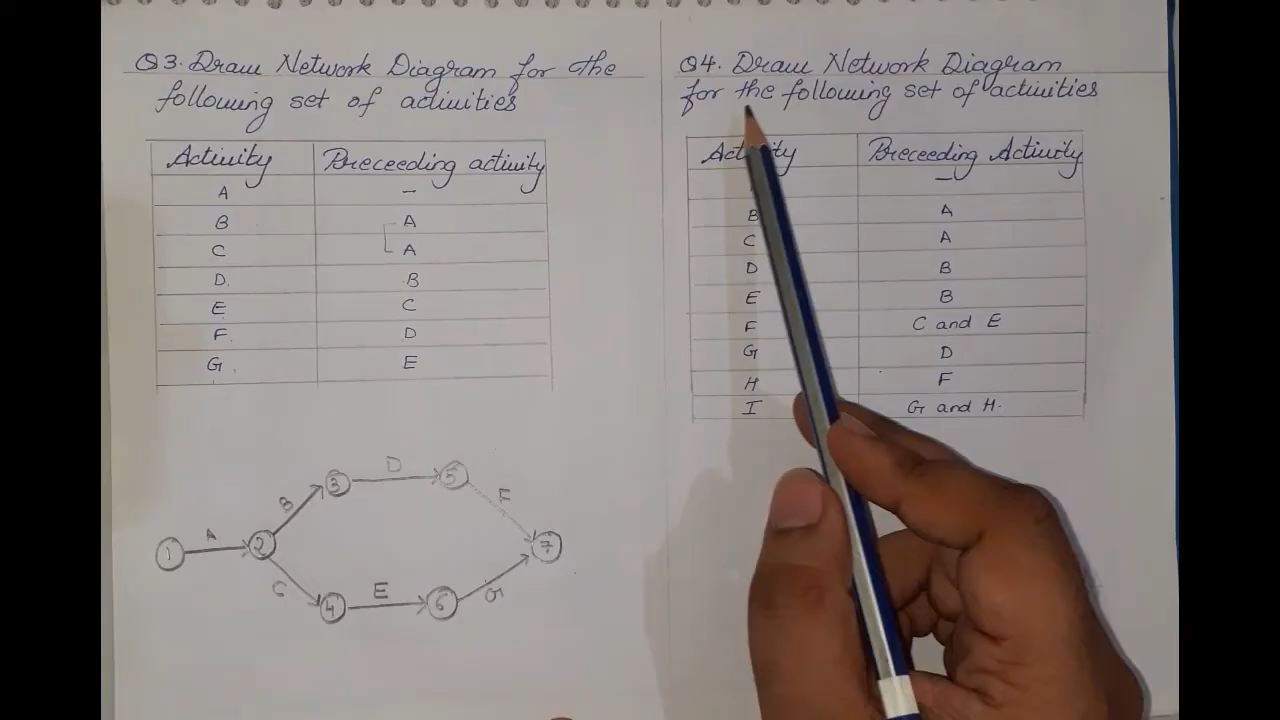 Q3. Draw Network Diagram for the
following set of activities
Activity Preceeding activity
A -
B A
C A
D. B
E C
F. D
G. E
1 A 2 B 3 D 5 F 7
C 4 E 6 G
Q4. Draw Network Diagram
for the following set of activities
Preceeding Activity
-
B A
C A
D B
E B
F C and E
G D
H F
I G and H.